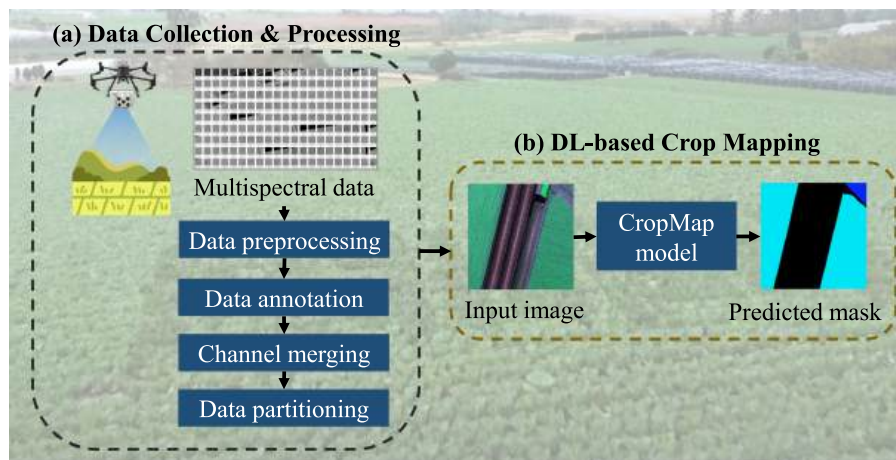 (a) Data Collection & Processing
Multispectral data
Data preprocessing
Data annotation
Channel merging
Data partitioning
(b) DL-based Crop Mapping
CropMap
model
Input image
Predicted mask